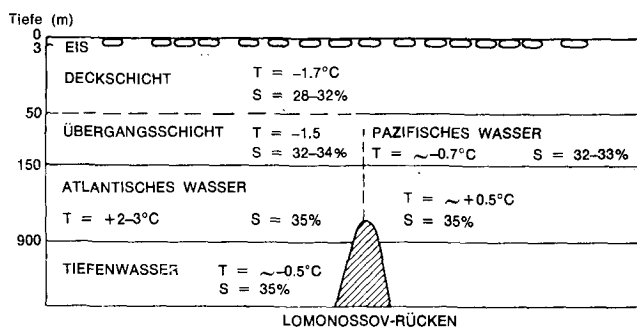 Tiefe (m)
0
3 EIS
DECKSCHICHT T = –1.7°C
S = 28–32%
50
ÜBERGANGSSCHICHT T = –1.5 PAZIFISCHES WASSER
S = 32–34% T = ~–0.7°C S = 32–33%
150
ATLANTISCHES WASSER T = ~+0.5°C
T = +2–3°C S = 35% S = 35%
900
TIEFENWASSER T = ~–0.5°C
S = 35%
LOMONOSSOV-RÜCKEN